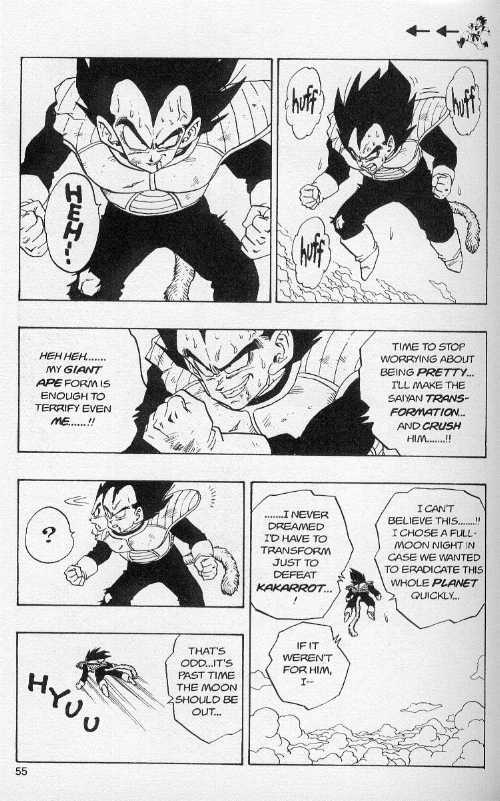 huff
huff
huff
HEH!!
TIME TO STOP
WORRYING ABOUT
BEING PRETTY...
I'LL MAKE THE
SAIYAN TRANS-
FORMATION...
AND CRUSH
HIM.......!!
HEH HEH.......
MY GIANT
APE FORM IS
ENOUGH TO
TERRIFY EVEN
ME......!!
I CAN'T
BELIEVE THIS......!!
I CHOSE A FULL-
MOON NIGHT IN
CASE WE WANTED
TO ERADICATE THIS
WHOLE PLANET
QUICKLY...
.......I NEVER
DREAMED
I'D HAVE TO
TRANSFORM
JUST TO
DEFEAT
KAKARROT...
!
IF IT
WEREN'T
FOR HIM,
I--
?
THAT'S
ODD...IT'S
PAST TIME
THE MOON
SHOULD BE
OUT...
HYUU
55